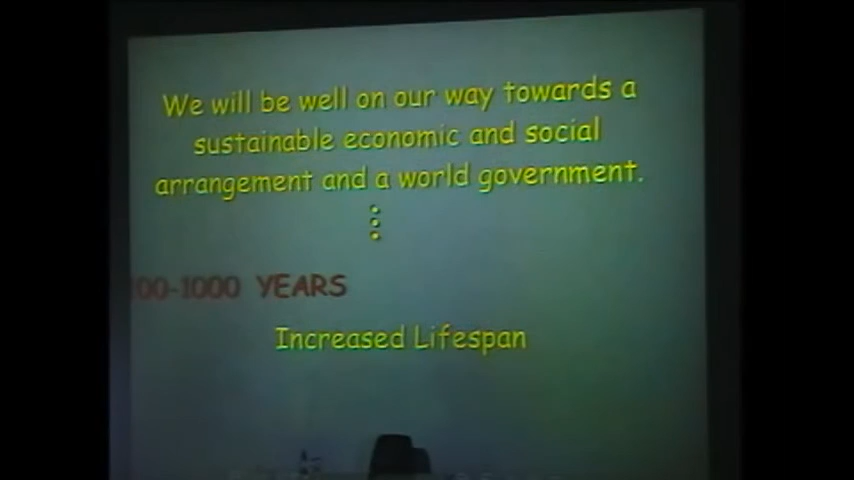 We will be well on our way towards a
sustainable economic and social
arrangement and a world government.
100-1000 YEARS
Increased Lifespan